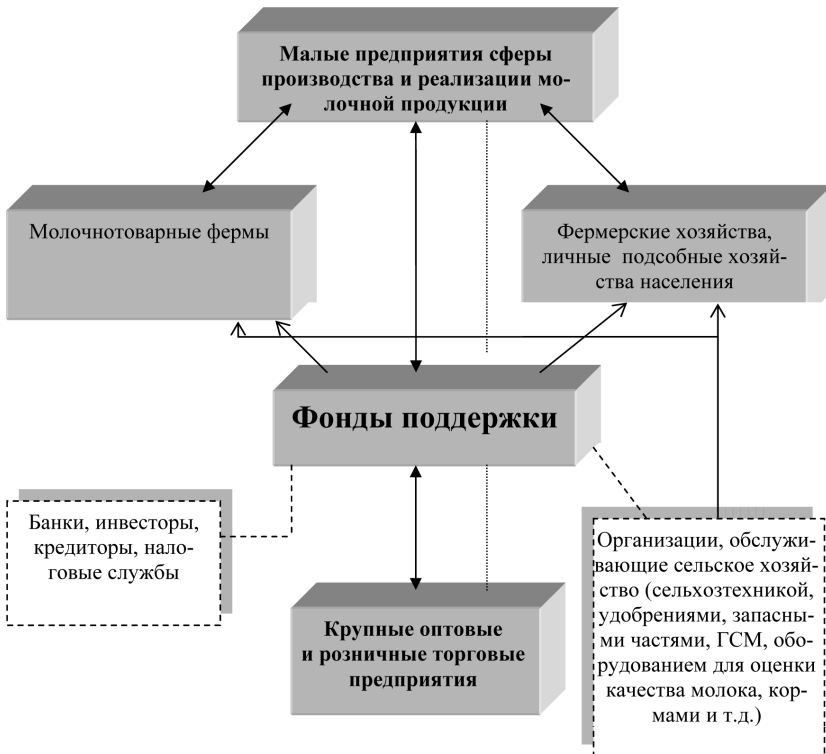 Малые предприятия сферы
производства и реализации мо-
лочной продукции
Молочнотоварные фермы
Фермерские хозяйства,
личные подсобные хозяй-
ства населения
Фонды поддержки
Банки, инвесторы,
кредиторы, нало-
говые службы
Организации, обслужи-
вающие сельское хозяй-
ство (сельхозтехникой,
удобрениями, запасны-
ми частями, ГСМ, обо-
рудованием для оценки
качества молока, кор-
мами и т.д.)
Крупные оптовые
и розничные торговые
предприятия